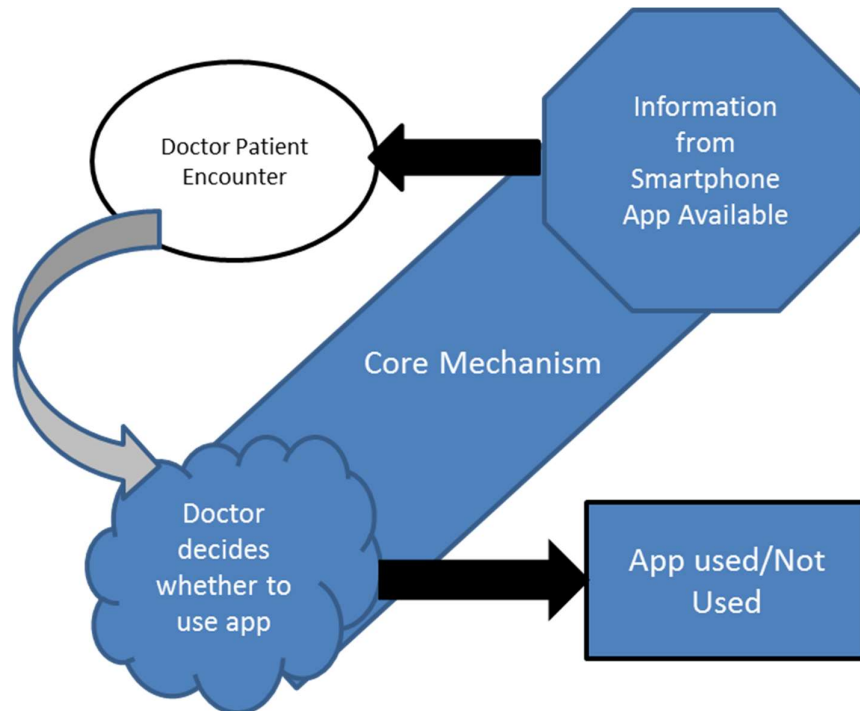 Doctor Patient
Encounter
Information
from
Smartphone
App Available
Core Mechanism
Doctor
decides
whether to
use app
App used/Not
Used